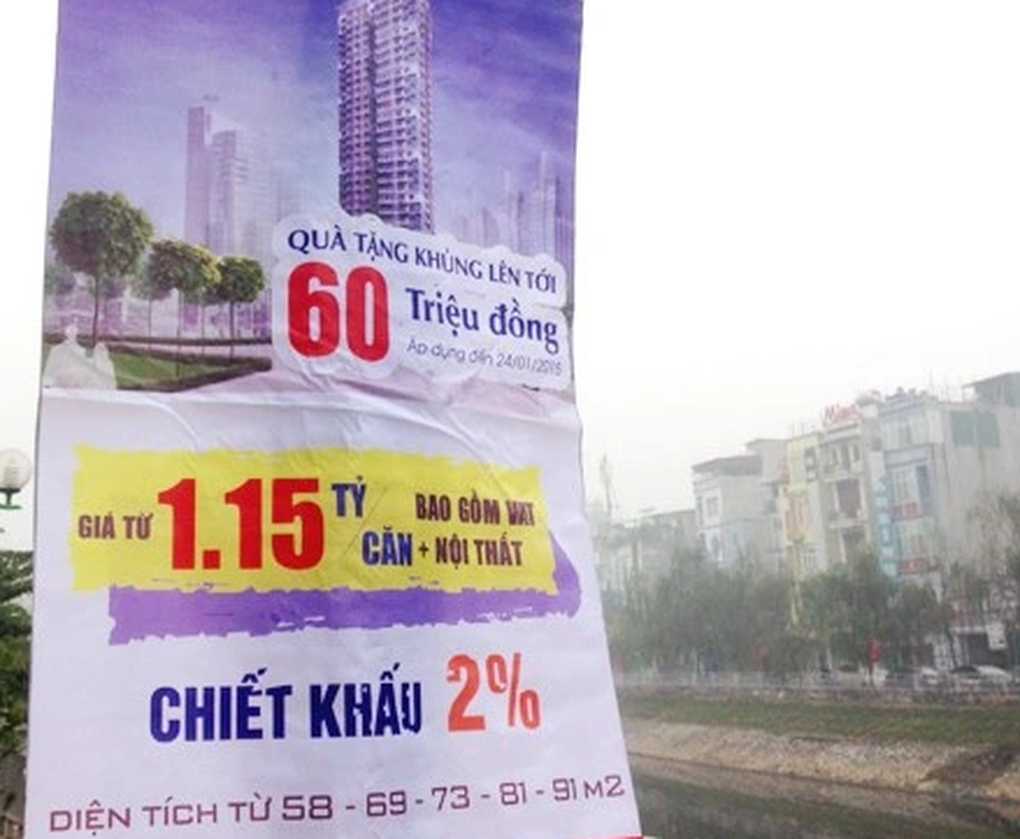 QUÀ TẶNG KHỦNG LÊN TỚI
60 Triệu đồng
Áp dụng đến 24/01/2016
GIÁ TỪ 1.15 TỶ CĂN BAO GỒM VAT
+ NỘI THẤT
CHIẾT KHẤU 2%
DIỆN TÍCH TỪ 58 - 69 - 73 - 81 - 91 M2